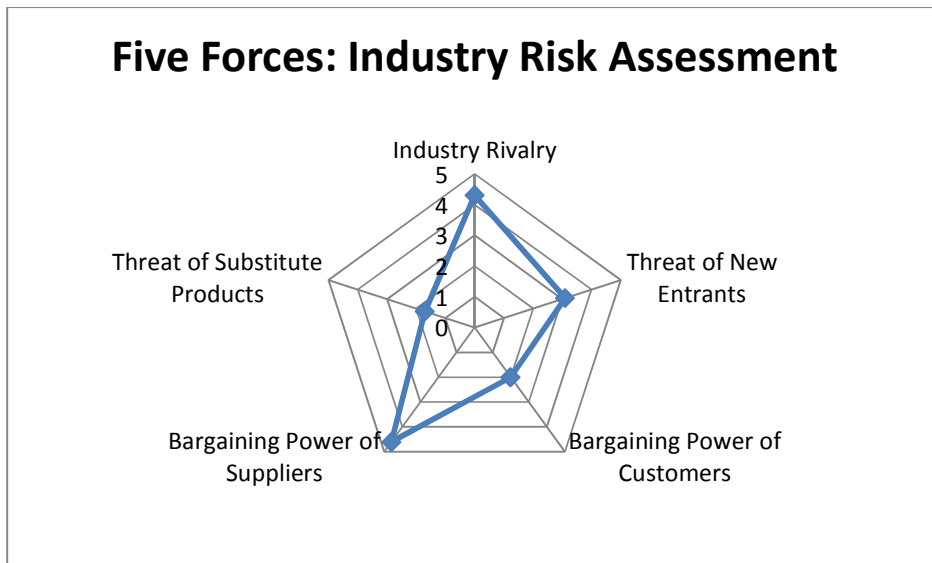 Five Forces: Industry Risk Assessment
Industry Rivalry
5
4
3
2
1
0
Threat of New
Entrants
Bargaining Power of
Customers
Bargaining Power of
Suppliers
Threat of Substitute
Products